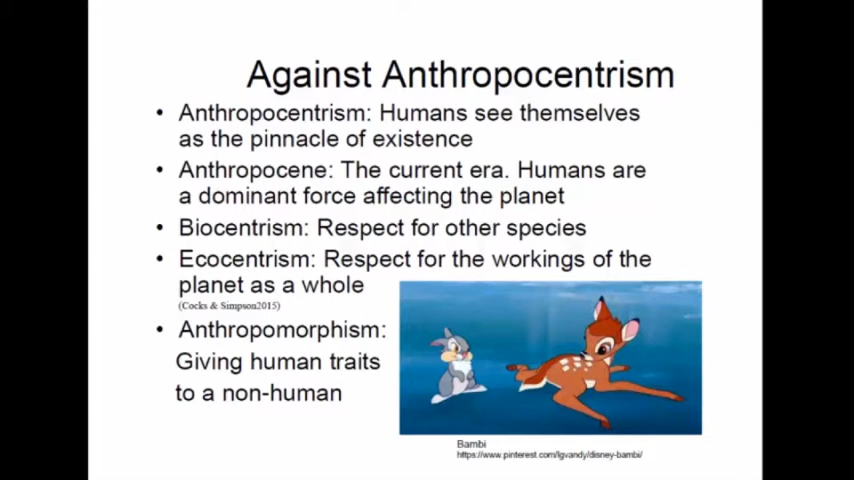 Against Anthropocentrism
• Anthropocentrism: Humans see themselves
as the pinnacle of existence
• Anthropocene: The current era. Humans are
a dominant force affecting the planet
• Biocentrism: Respect for other species
• Ecocentrism: Respect for the workings of the
planet as a whole
(Cocks & Simpson2015)
• Anthropomorphism:
Giving human traits
to a non-human
Bambi
https://www.pinterest.com/lgvandy/disney-bambi/